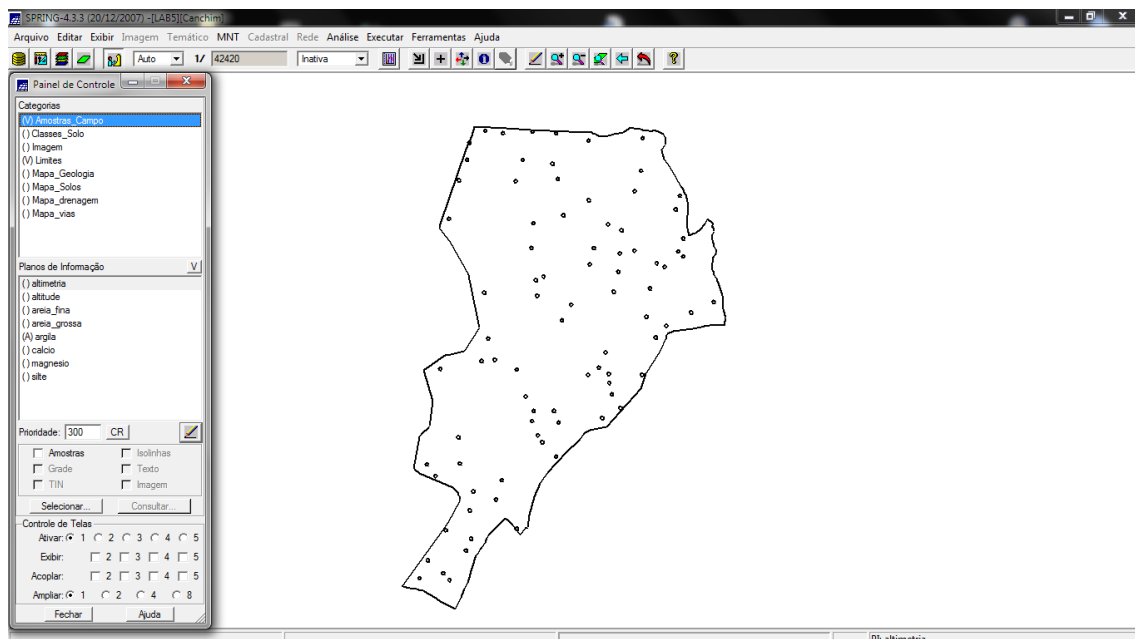 SPRING-4.3.3 (20/12/2007) -[LAB5][Canchim]
Arquivo Editar Exibir Imagem Temático MNT Cadastral Rede Análise Executar Ferramentas Ajuda
Auto 1/ 42420 Inativa
Painel de Controle
Categorias
(V) Amostras_Campo
() Classes_Solo
() Imagem
(V) Limites
() Mapa_Geologia
() Mapa_Solos
() Mapa_drenagem
() Mapa_vias
Planos de Informação V
() altimetria
() altitude
() areia_fina
() areia_grossa
(A) argila
() calcio
() magnesio
() silte
Prioridade: 300 CR
Amostras Isolinhas
Grade Texto
TIN Imagem
Selecionar... Consultar...
Controle de Telas
Ativar: 1 2 3 4 5
Exibir: 2 3 4 5
Acoplar: 2 3 4 5
Ampliar: 1 2 4 8
Fechar Ajuda
PI: altimetria